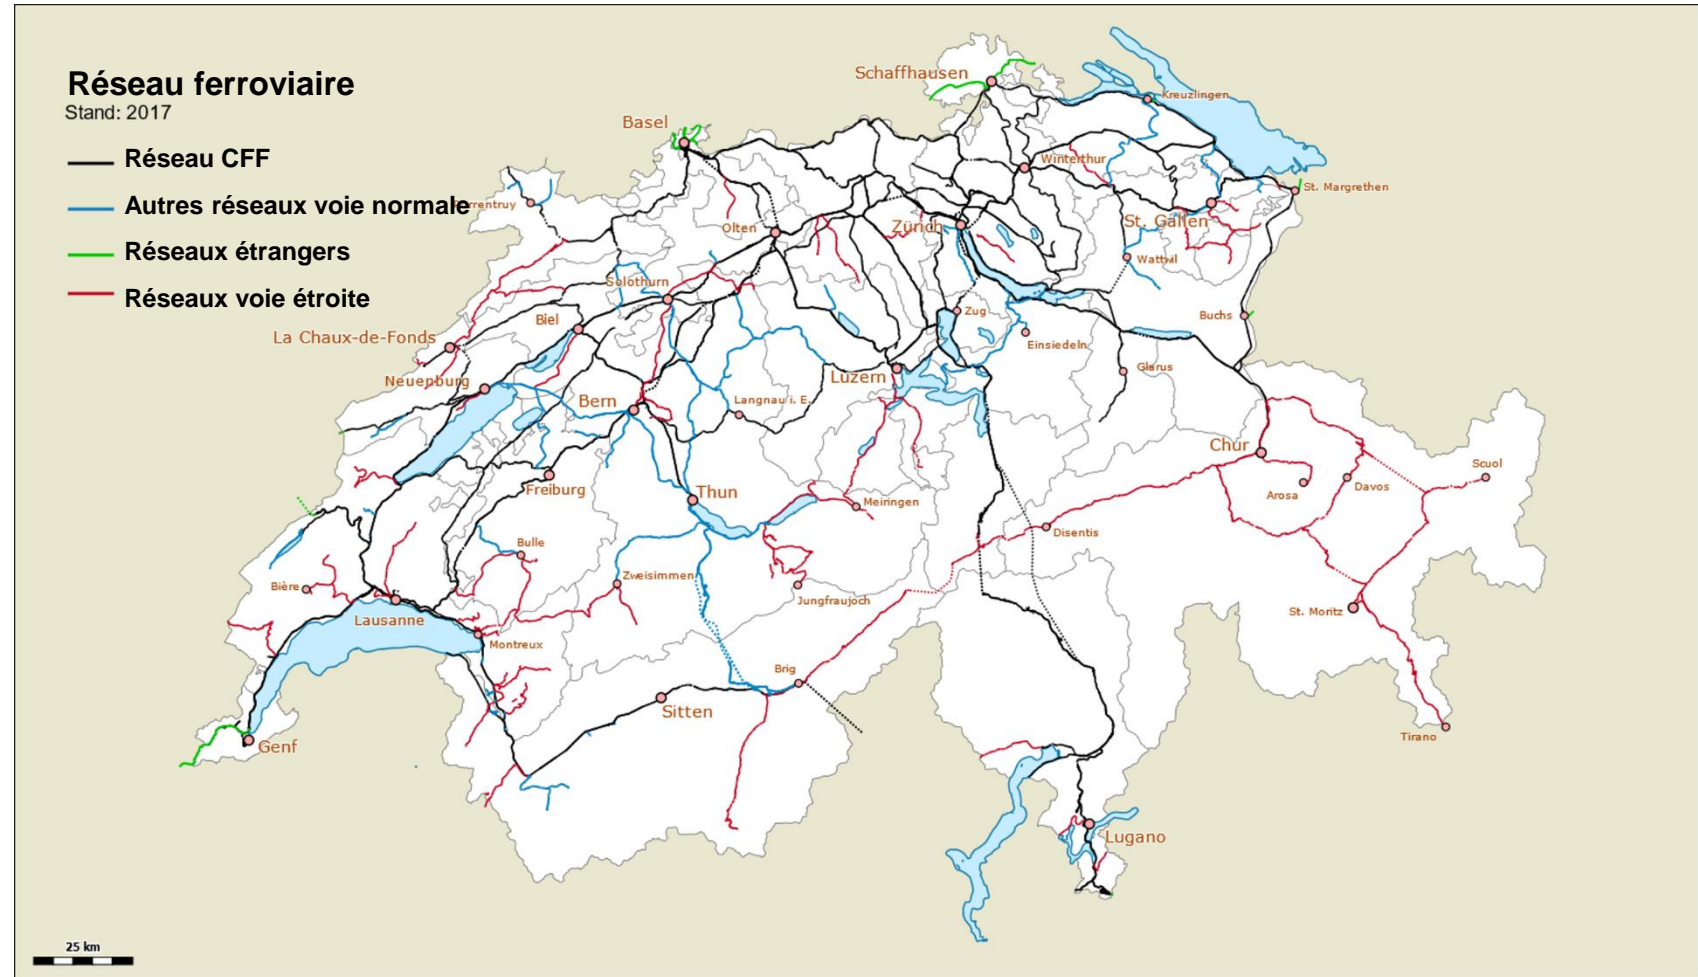 Réseau ferroviaire
Stand: 2017
Réseau CFF
Autres réseaux voie normale
Réseaux étrangers
Réseaux voie étroite
Schaffhausen
Kreuzlingen
Basel
Winterthur
St. Margrethen
Olten
Zürich
St. Gallen
Wattwil
Solothurn
Biel
Zug
Buchs
La Chaux-de-Fonds
Einsiedeln
Glarus
Neuenburg
Luzern
Bern
Langnau i. E.
Chur
Scuol
Freiburg
Thun
Meiringen
Arosa
Davos
Disentis
Bulle
Bière
Zweisimmen
Jungfraujoch
St. Moritz
Lausanne
Montreux
Brig
Sitten
Tirano
Genf
Lugano
25 km